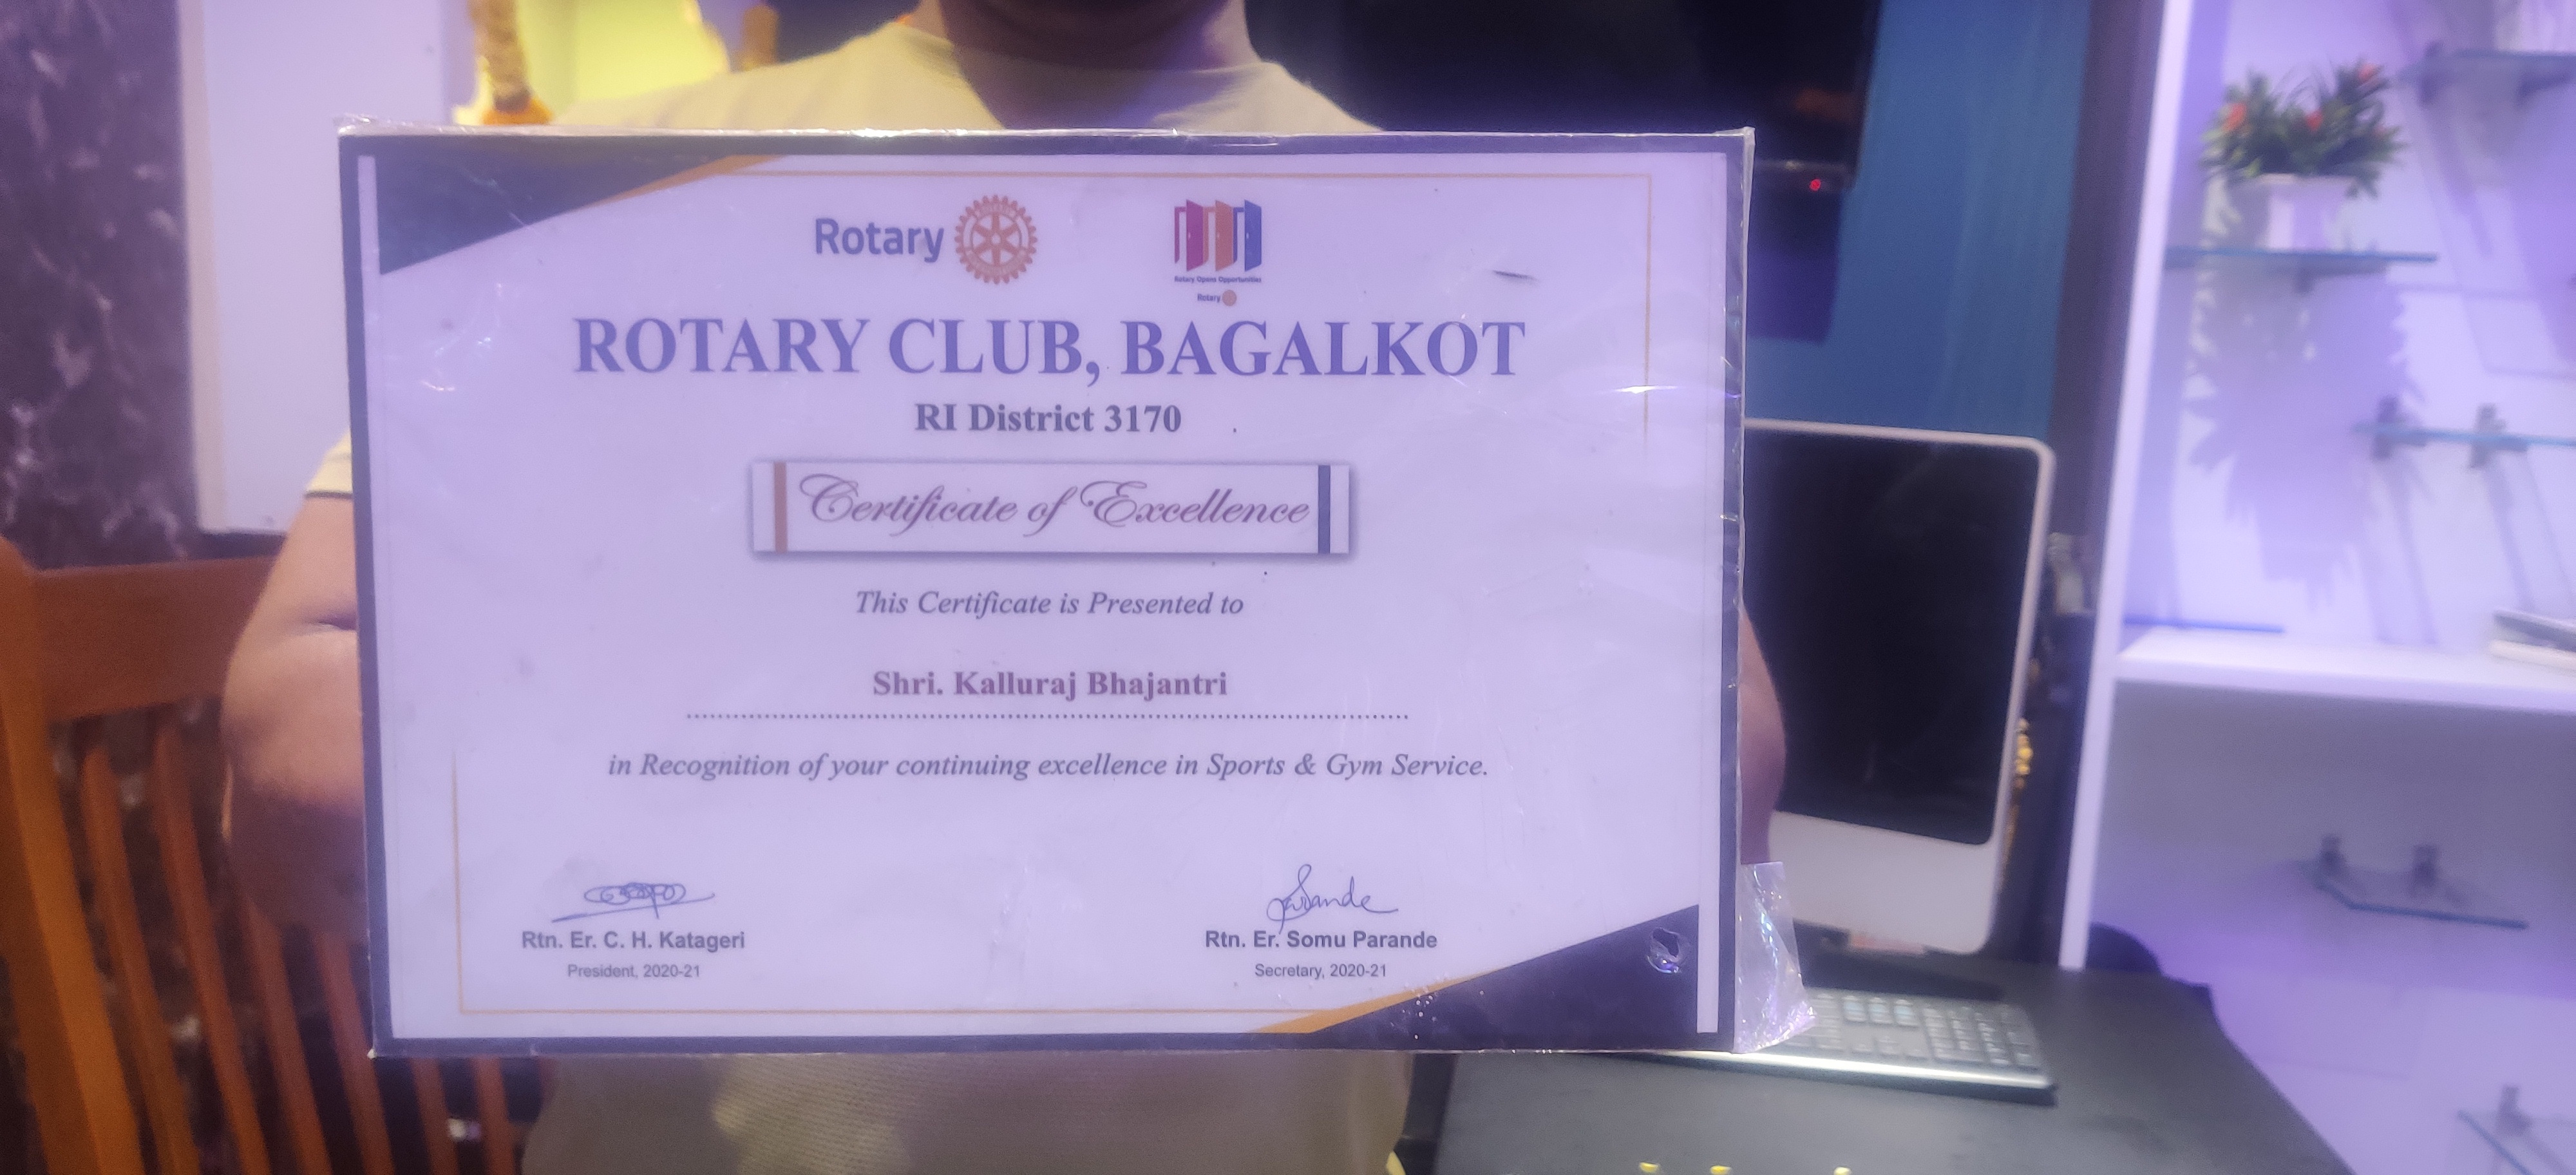 Rotary
Rotary Opens Opportunities
Rotary
ROTARY CLUB, BAGALKOT
RI District 3170
Certificate of Excellence
This Certificate is Presented to
Shri. Kalluraj Bhajantri
in Recognition of your continuing excellence in Sports & Gym Service.
Parande
Rtn. Er. C. H. Katageri
President, 2020-21
Rtn. Er. Somu Parande
Secretary, 2020-21